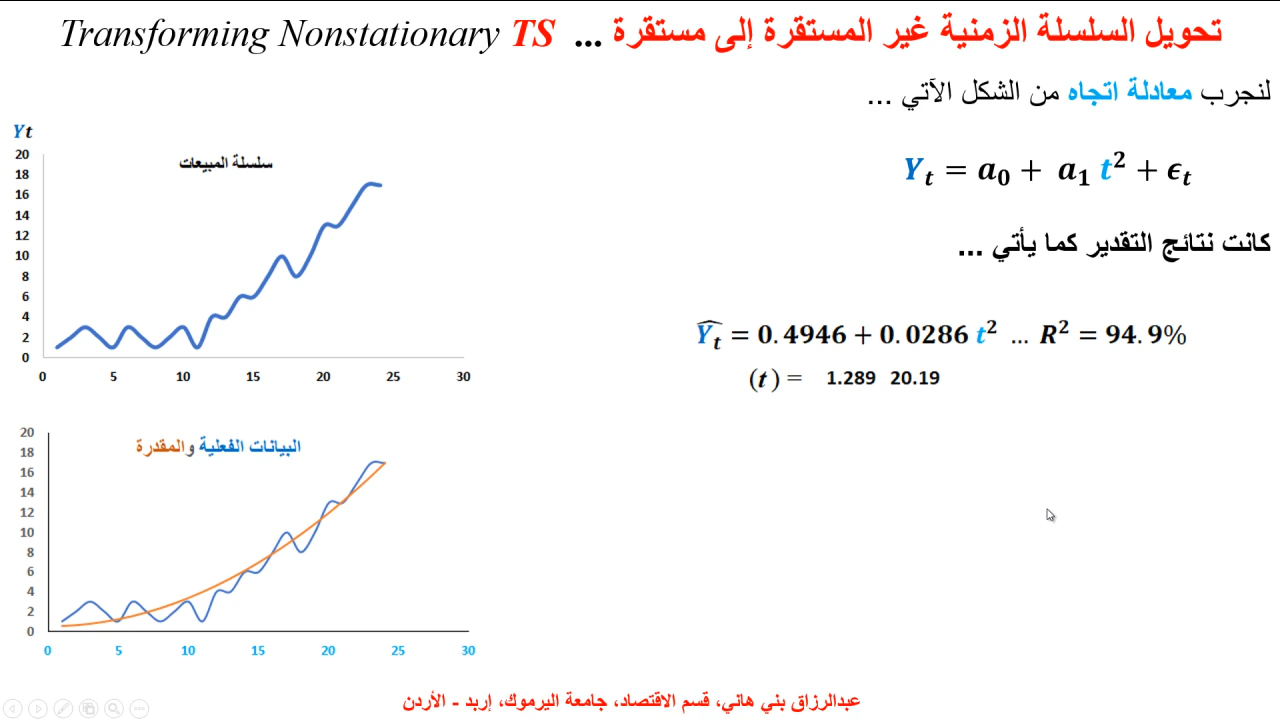 تحويل السلسلة الزمنية غير المستقرة إلى مستقرة ... Transforming Nonstationary TS
لنجرب معادلة اتجاه من الشكل الآتي ...
Yt = a0 + a1 t² + ϵt
كانت نتائج التقدير كما يأتي ...
Ŷt = 0.4946 + 0.0286 t² ... R² = 94.9%
(t) = 1.289 20.19
Yt
سلسلة المبيعات
20
18
16
14
12
10
8
6
4
2
0
0 5 10 15 20 25 30
البيانات الفعلية والمقدرة
20
18
16
14
12
10
8
6
4
2
0
0 5 10 15 20 25 30
عبدالرزاق بني هاني، قسم الاقتصاد، جامعة اليرموك، إربد - الأردن